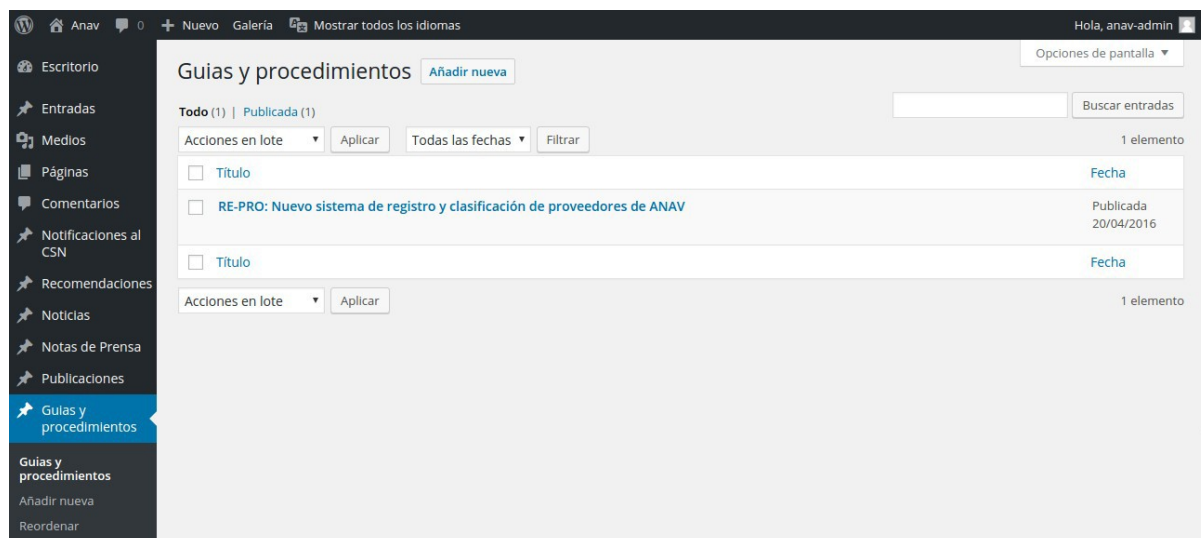 Anav 0 + Nuevo Galería Mostrar todos los idiomas Hola, anav-admin
Opciones de pantalla ▼
Escritorio
Entradas
Medios
Páginas
Comentarios
Notificaciones al
CSN
Recomendaciones
Noticias
Notas de Prensa
Publicaciones
Guias y
procedimientos
Guias y
procedimientos
Añadir nueva
Reordenar
Guias y procedimientos Añadir nueva
Todo (1) | Publicada (1)
Buscar entradas
Acciones en lote ▼ Aplicar Todas las fechas ▼ Filtrar 1 elemento
Título Fecha
RE-PRO: Nuevo sistema de registro y clasificación de proveedores de ANAV Publicada
20/04/2016
Título Fecha
Acciones en lote ▼ Aplicar 1 elemento